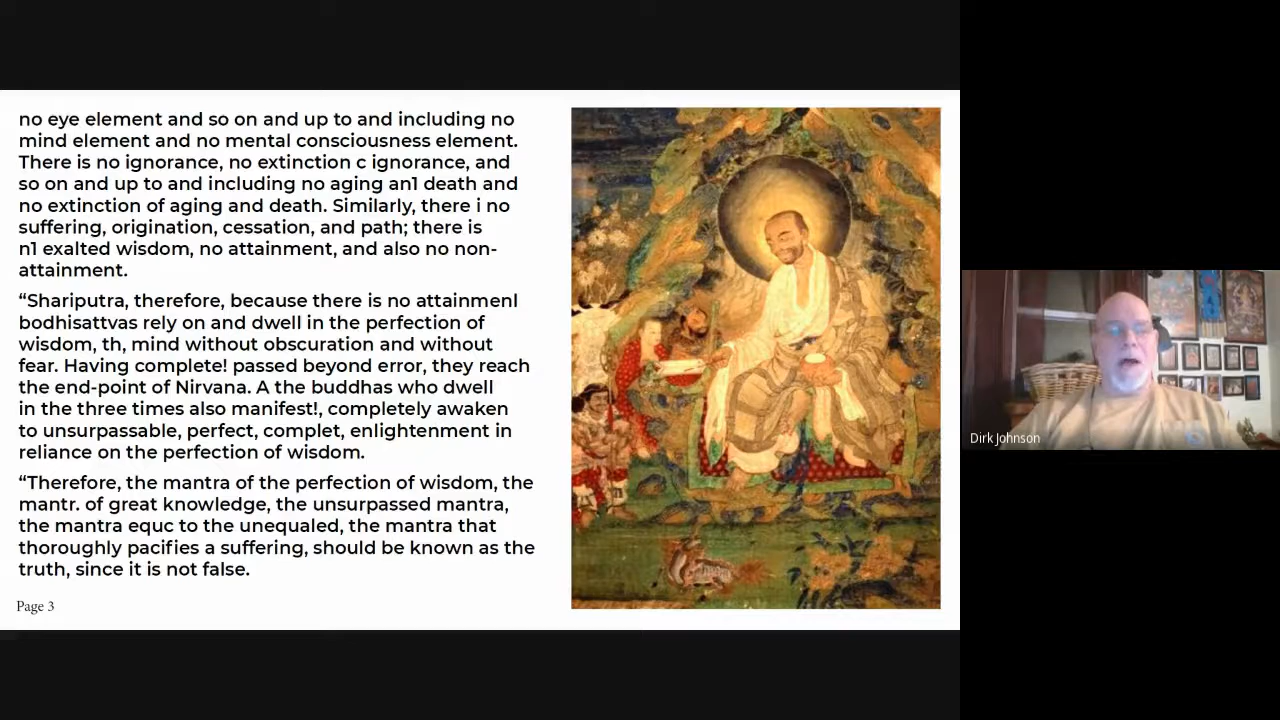 no eye element and so on and up to and including no
mind element and no mental consciousness element.
There is no ignorance, no extinction c ignorance, and
so on and up to and including no aging an1 death and
no extinction of aging and death. Similarly, there i no
suffering, origination, cessation, and path; there is
n1 exalted wisdom, no attainment, and also no non-
attainment.
“Shariputra, therefore, because there is no attainmenl
bodhisattvas rely on and dwell in the perfection of
wisdom, th, mind without obscuration and without
fear. Having complete! passed beyond error, they reach
the end-point of Nirvana. A the buddhas who dwell
in the three times also manifest!, completely awaken
to unsurpassable, perfect, complet, enlightenment in
reliance on the perfection of wisdom.
“Therefore, the mantra of the perfection of wisdom, the
mantr. of great knowledge, the unsurpassed mantra,
the mantra equc to the unequaled, the mantra that
thoroughly pacifies a suffering, should be known as the
truth, since it is not false.
Page 3
Dirk Johnson